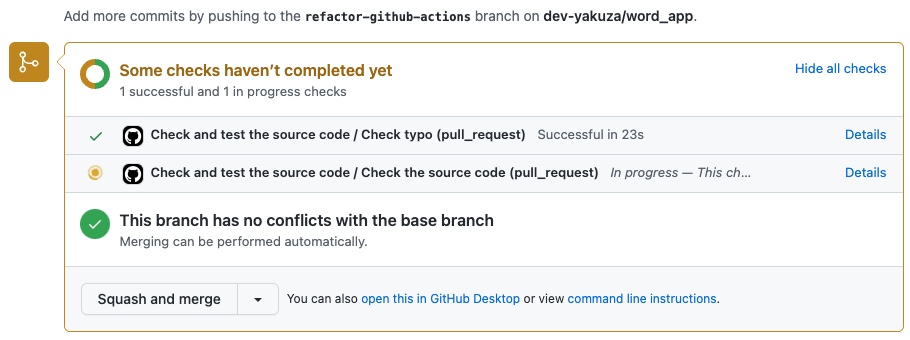 Add more commits by pushing to the refactor-github-actions branch on dev-yakuza/word_app.
Some checks haven't completed yet
Hide all checks
1 successful and 1 in progress checks
Check and test the source code / Check typo (pull_request) Successful in 23s Details
Check and test the source code / Check the source code (pull_request) In progress — This ch... Details
This branch has no conflicts with the base branch
Merging can be performed automatically.
Squash and merge You can also open this in GitHub Desktop or view command line instructions.